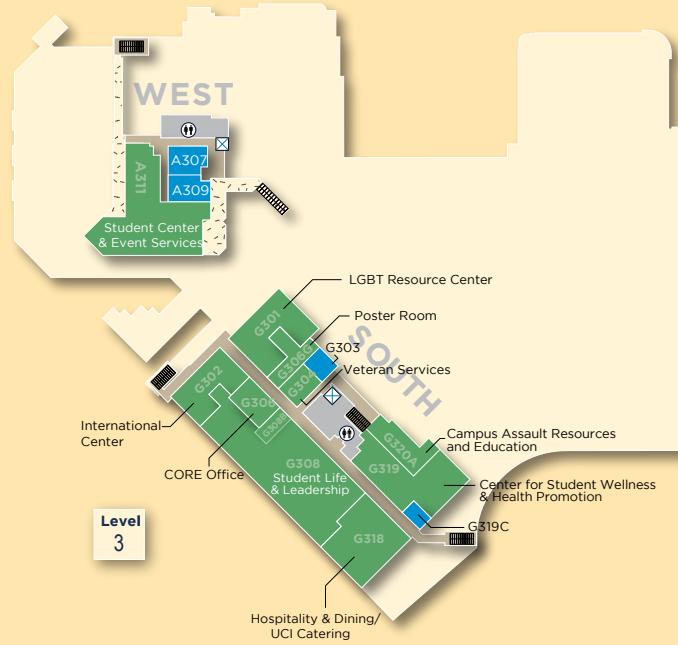 WEST
A307
A309
A311
Student Center
& Event Services
LGBT Resource Center
G301
Poster Room
SOUTH
G303
G306G
Veteran Services
G304
G302
G306
International
Center
CORE Office
G308B
G308
Student Life
& Leadership
G320A
G319
Campus Assault Resources
and Education
Center for Student Wellness
& Health Promotion
G319C
G318
Level
3
Hospitality & Dining/
UCI Catering